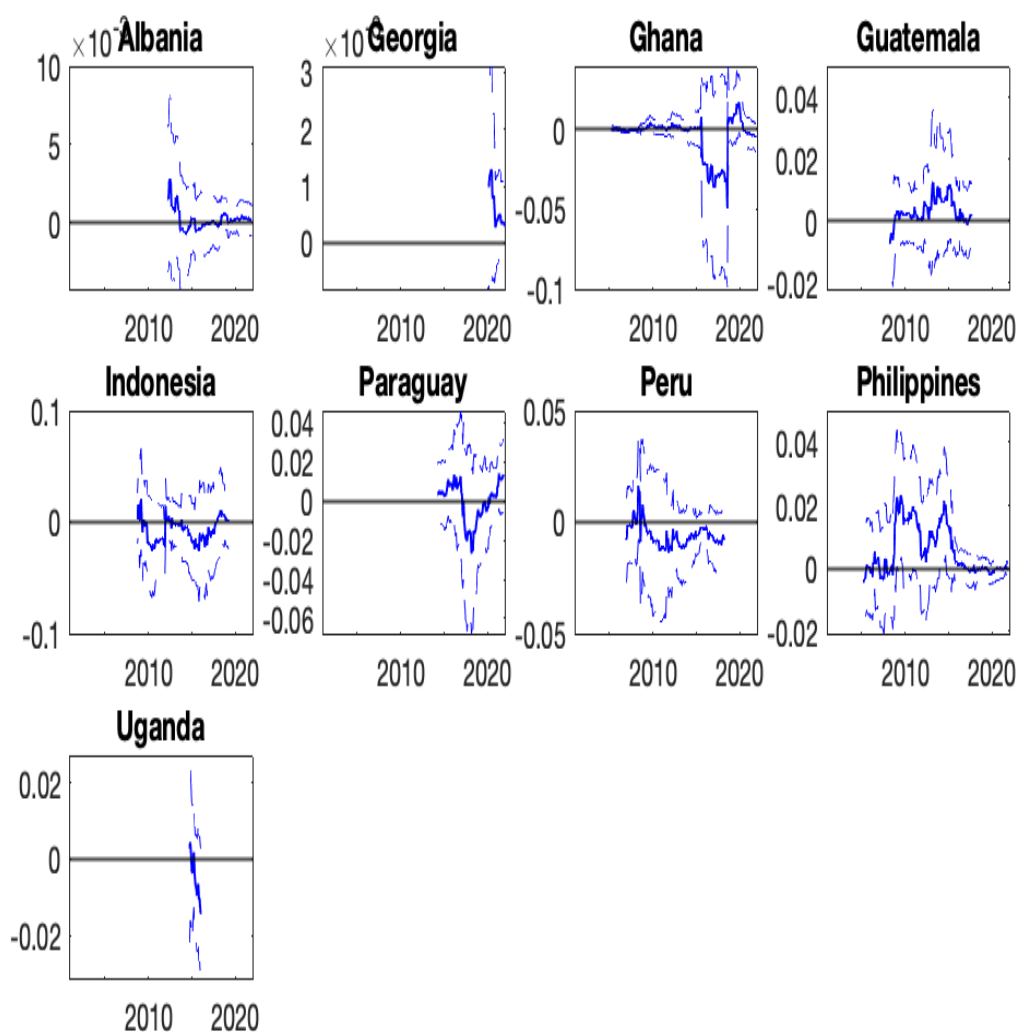 Albania Georgia Ghana Guatemala
×10 ×10
10 5 0
3 2 1 0
0 -0.05 -0.1
0.04 0.02 0 -0.02
2010 2020 2010 2020 2010 2020 2010 2020
Indonesia Paraguay Peru Philippines
0.1 0 -0.1
0.04 0.02 0 -0.02 -0.04 -0.06
0.05 0 -0.05
0.04 0.02 0 -0.02
2010 2020 2010 2020 2010 2020 2010 2020
Uganda
0.02
0
-0.02
2010 2020